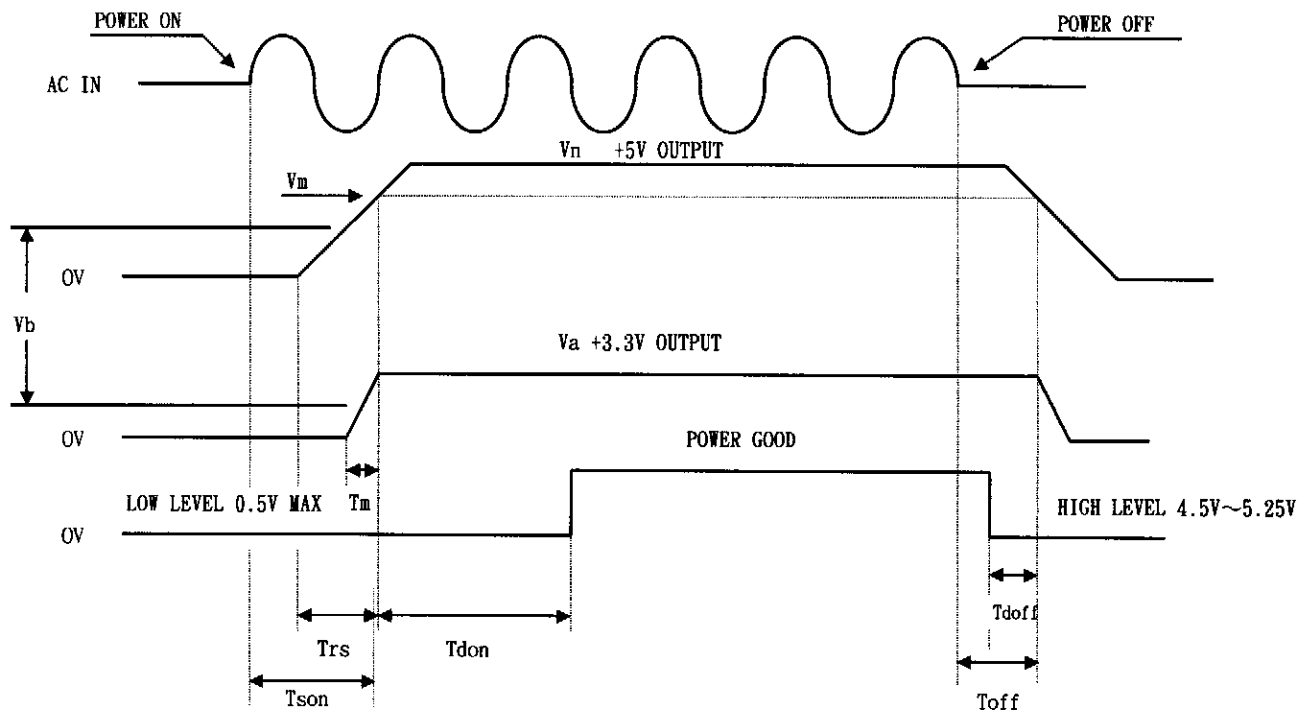 POWER ON
POWER OFF
AC IN
Vn +5V OUTPUT
Vm
0V
Vb
Va +3.3V OUTPUT
0V
POWER GOOD
LOW LEVEL 0.5V MAX
Tm
HIGH LEVEL 4.5V~5.25V
0V
Tdoff
Trs
Tdon
Tson
Toff